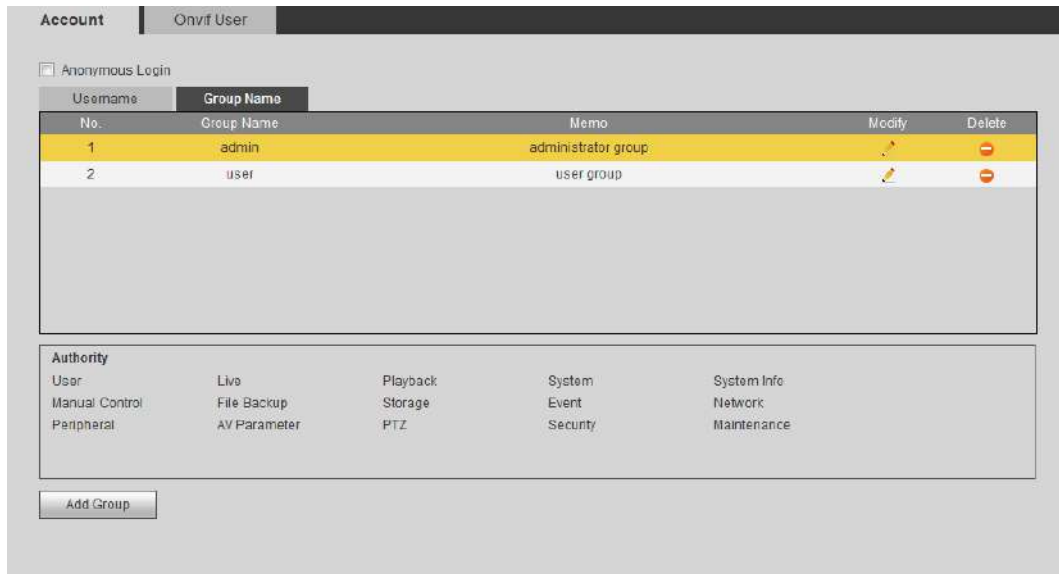 Account Onvif User
Anonymous Login
Username Group Name
No. Group Name Memo Modify Delete
1 admin administrator group
2 user user group
Authority
User Live Playback System System Info
Manual Control File Backup Storage Event Network
Peripheral AV Parameter PTZ Security Maintenance
Add Group